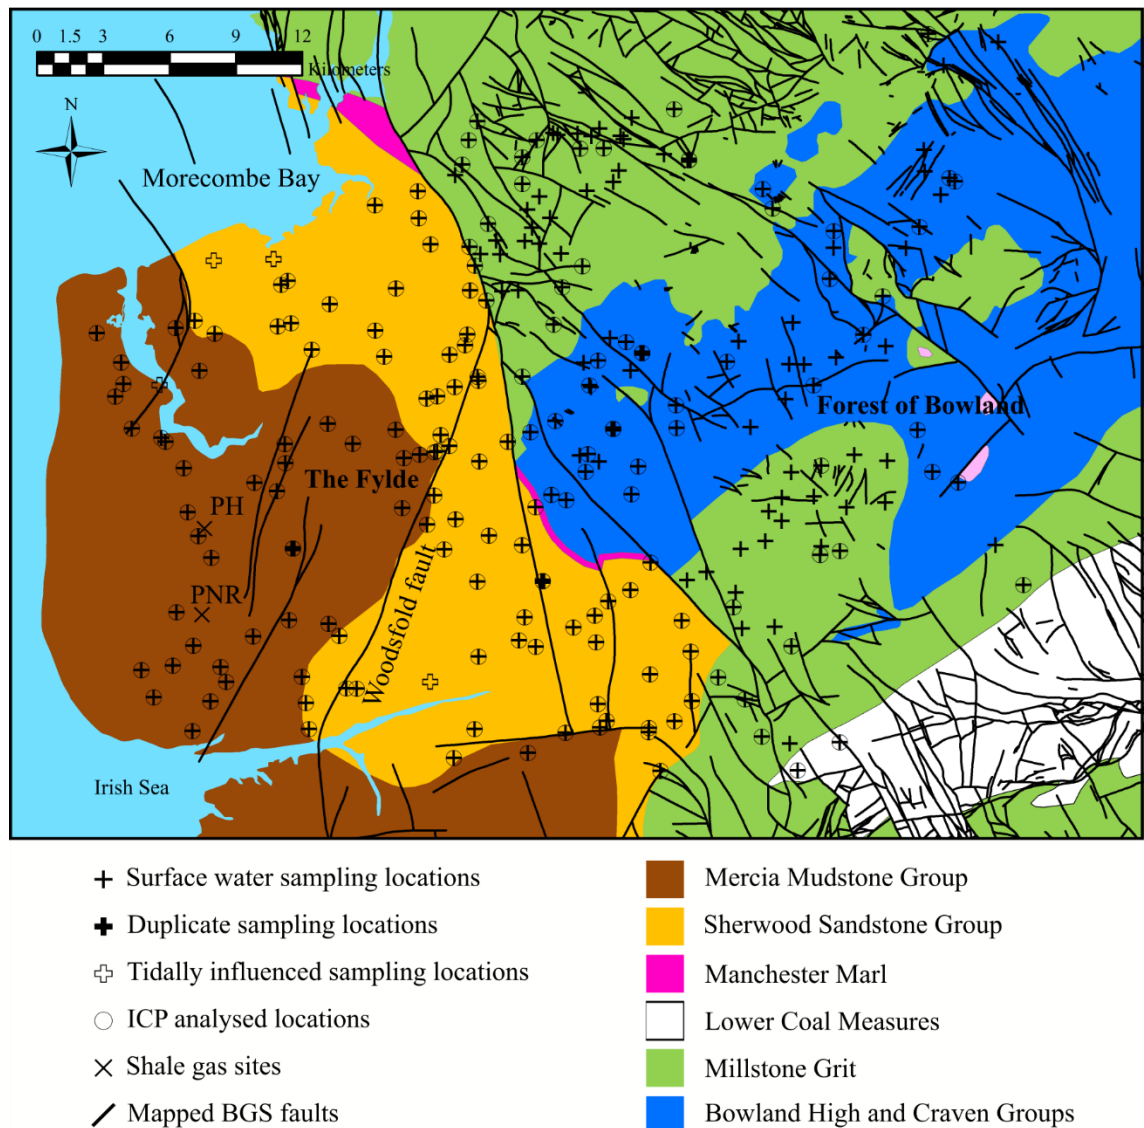 0 1.5 3 6 9 12
Kilometers
N
Morecombe Bay
Forest of Bowland
The Fylde
PH
PNR
Woodsfold fault
Irish Sea
Surface water sampling locations
Duplicate sampling locations
Tidally influenced sampling locations
ICP analysed locations
Shale gas sites
Mapped BGS faults
Mercia Mudstone Group
Sherwood Sandstone Group
Manchester Marl
Lower Coal Measures
Millstone Grit
Bowland High and Craven Groups